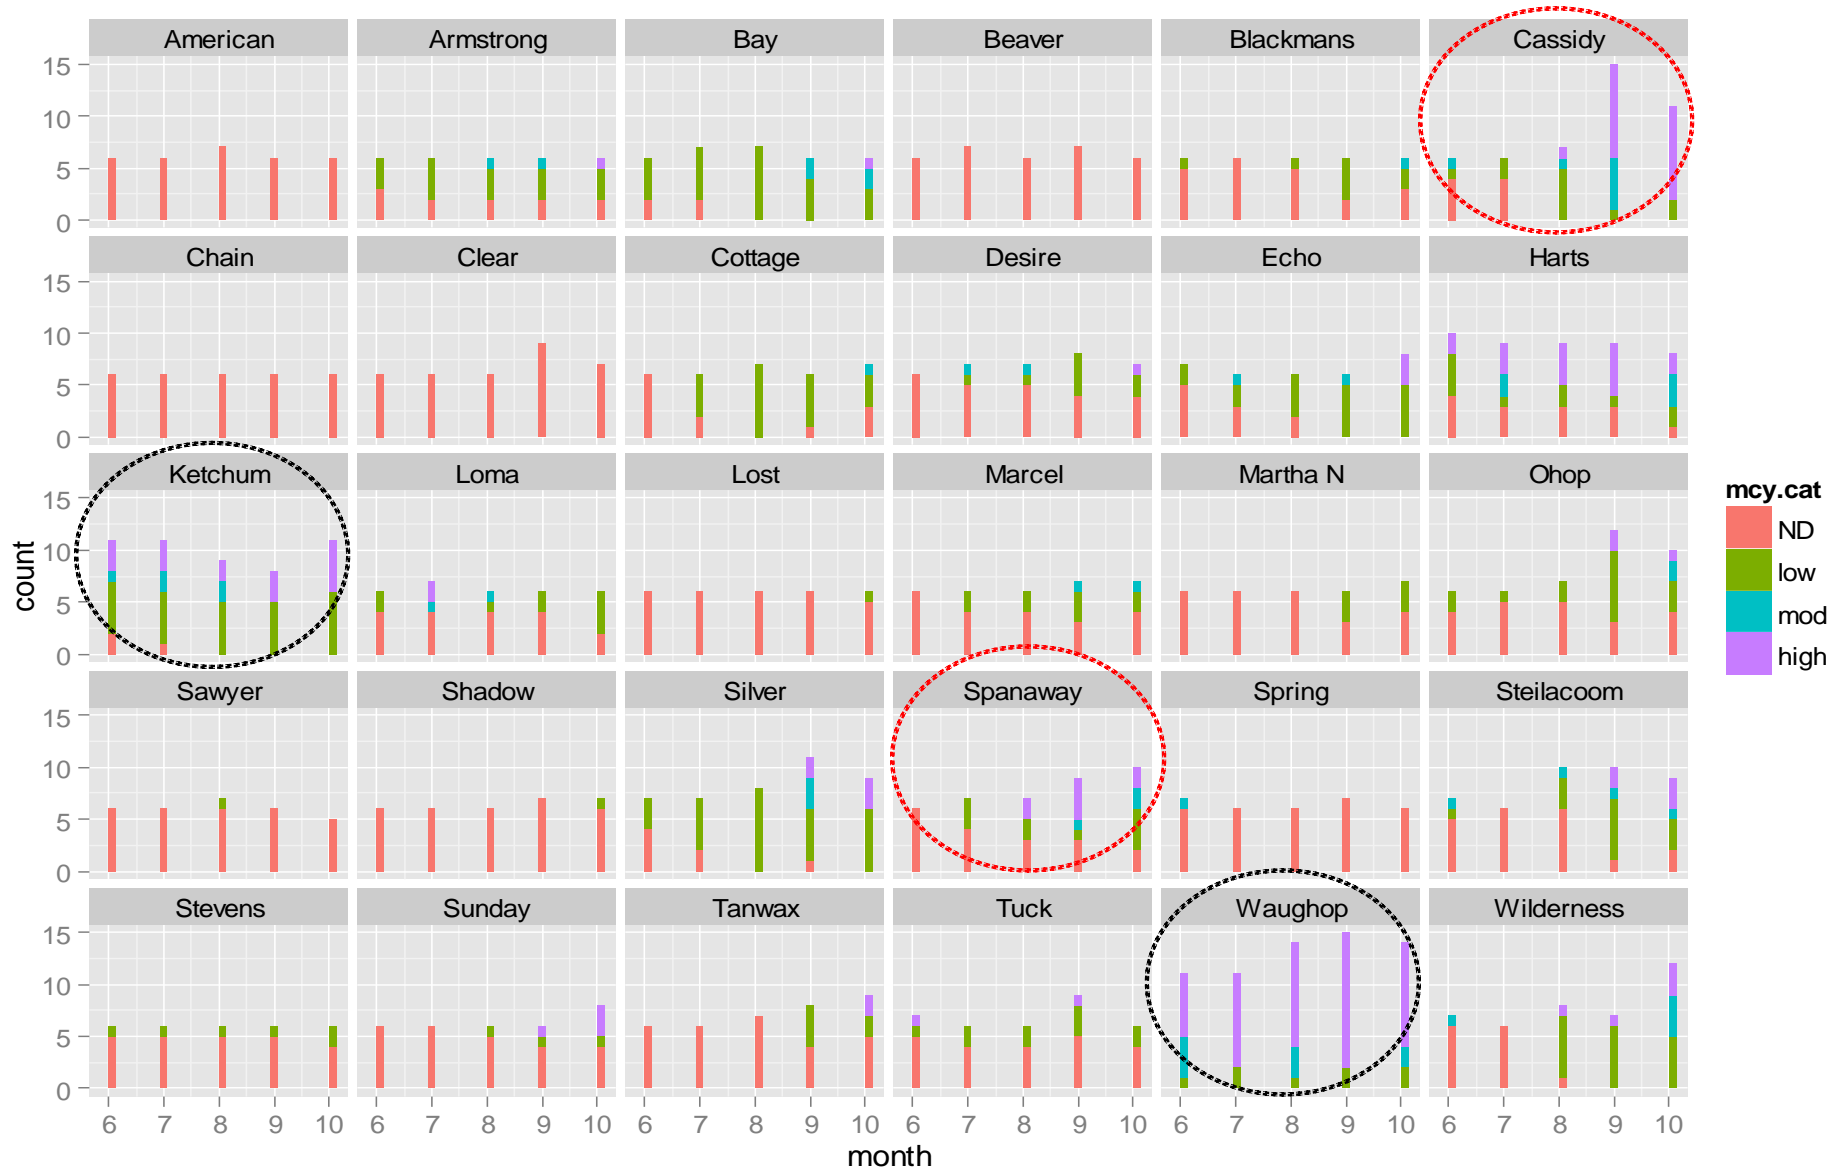 American Armstrong Bay Beaver Blackmans Cassidy
15
10
5
0
Chain Clear Cottage Desire Echo Harts
15
10
5
0
Ketchum Loma Lost Marcel Martha N Ohop
15
10
5
0
Sawyer Shadow Silver Spanaway Spring Steilacoom
15
10
5
0
Stevens Sunday Tanwax Tuck Waughop Wilderness
15
10
5
0
6 7 8 9 10 6 7 8 9 10 6 7 8 9 10 6 7 8 9 10 6 7 8 9 10 6 7 8 9 10
month
count
mcy.cat
ND
low
mod
high